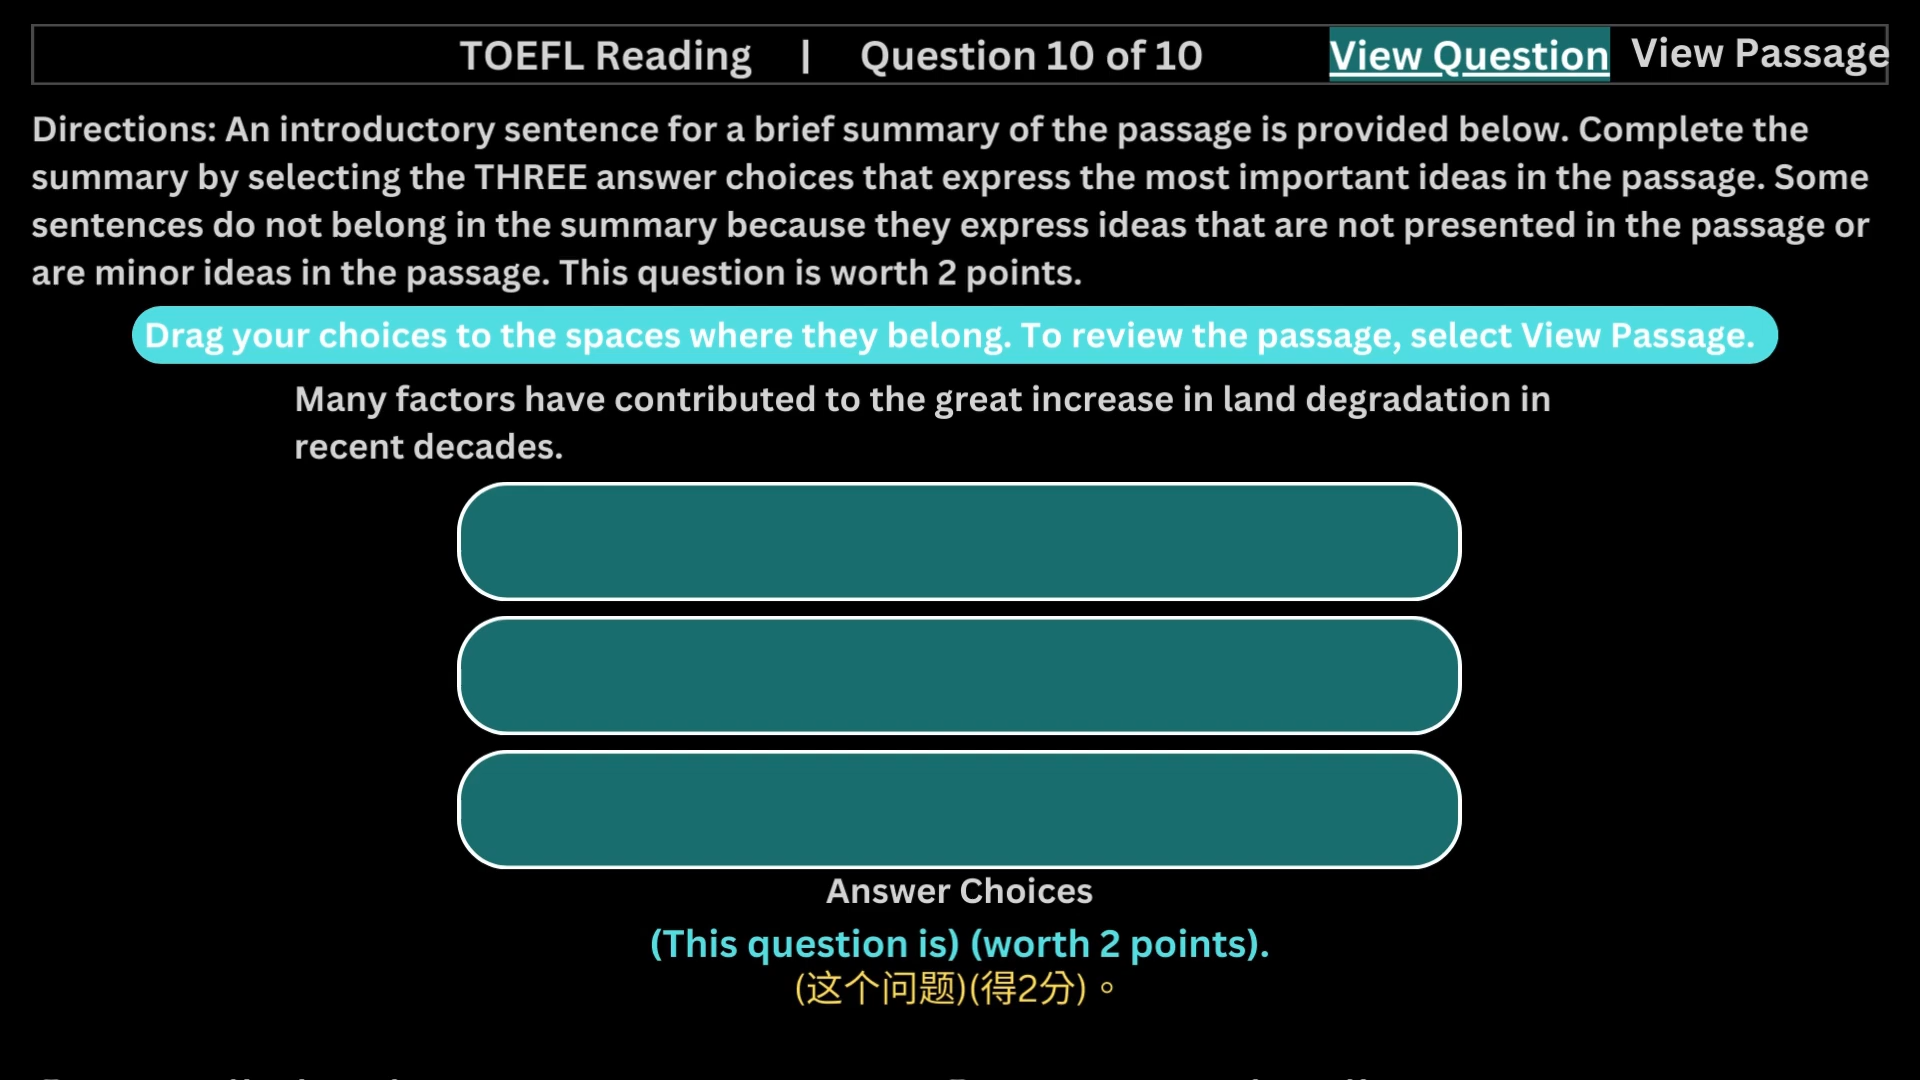 TOEFL Reading | Question 10 of 10 View Question View Passage
Directions: An introductory sentence for a brief summary of the passage is provided below. Complete the
summary by selecting the THREE answer choices that express the most important ideas in the passage. Some
sentences do not belong in the summary because they express ideas that are not presented in the passage or
are minor ideas in the passage. This question is worth 2 points.
Drag your choices to the spaces where they belong. To review the passage, select View Passage.
Many factors have contributed to the great increase in land degradation in
recent decades.
Answer Choices
(This question is) (worth 2 points).
(这个问题)(得2分)。